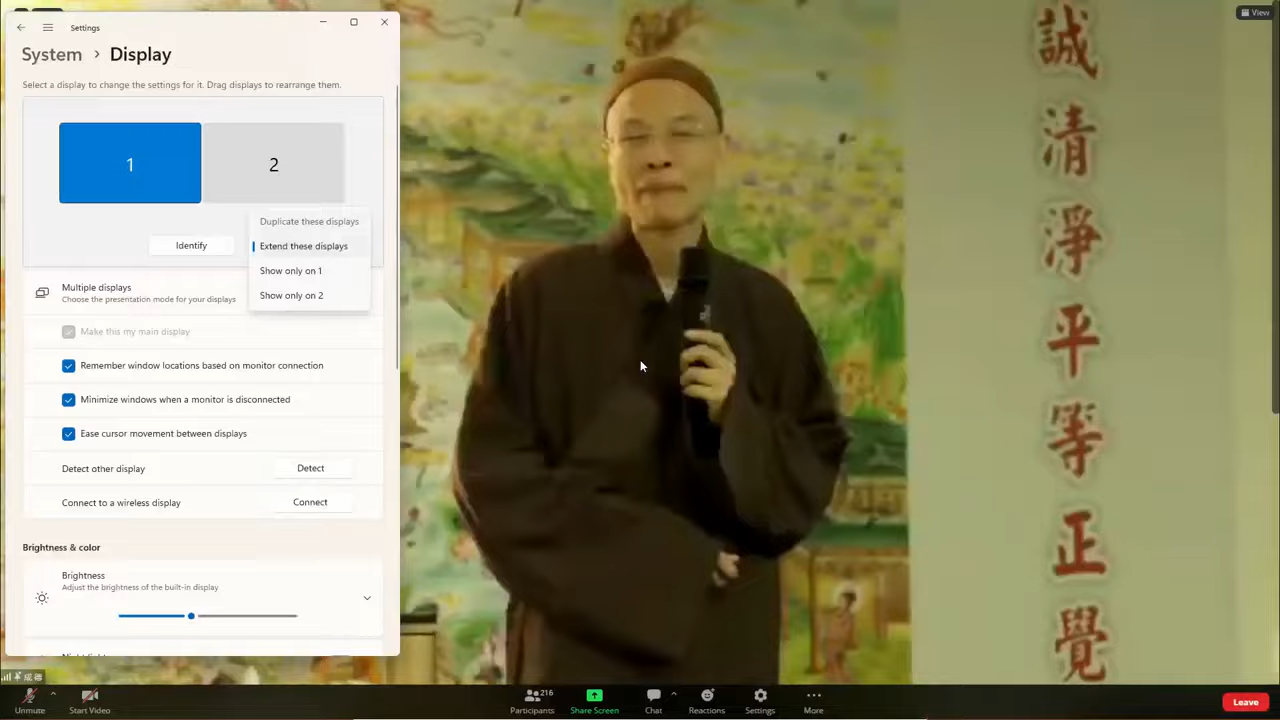 Settings
System > Display
Select a display to change the settings for it. Drag displays to rearrange them.
1
2
Duplicate these displays
Extend these displays
Show only on 1
Show only on 2
Identify
Multiple displays
Choose the presentation mode for your displays
Make this my main display
Remember window locations based on monitor connection
Minimize windows when a monitor is disconnected
Ease cursor movement between displays
Detect other display
Detect
Connect to a wireless display
Connect
Brightness & color
Brightness
Adjust the brightness of the built-in display
View
誠清淨平等正覺
Unmute
Start Video
216
Participants
Share Screen
Chat
Reactions
Settings
More
Leave